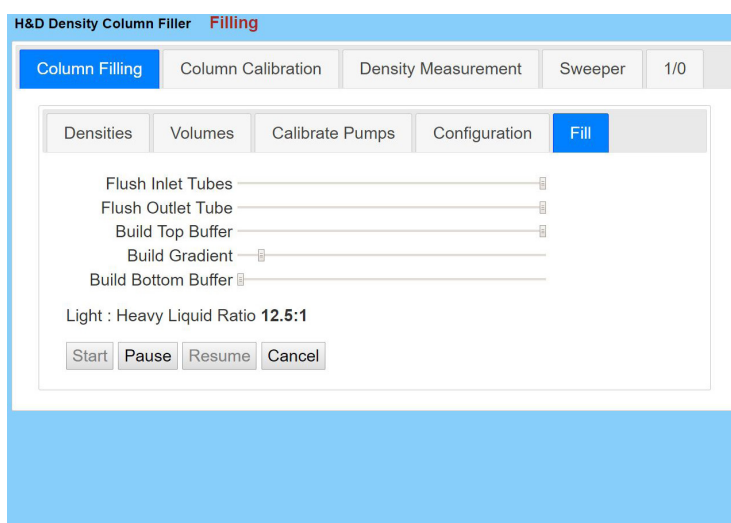 H&D Density Column Filler Filling
Column Filling Column Calibration Density Measurement Sweeper 1/0
Densities Volumes Calibrate Pumps Configuration Fill
Flush Inlet Tubes
Flush Outlet Tube
Build Top Buffer
Build Gradient
Build Bottom Buffer
Light : Heavy Liquid Ratio 12.5:1
Start Pause Resume Cancel